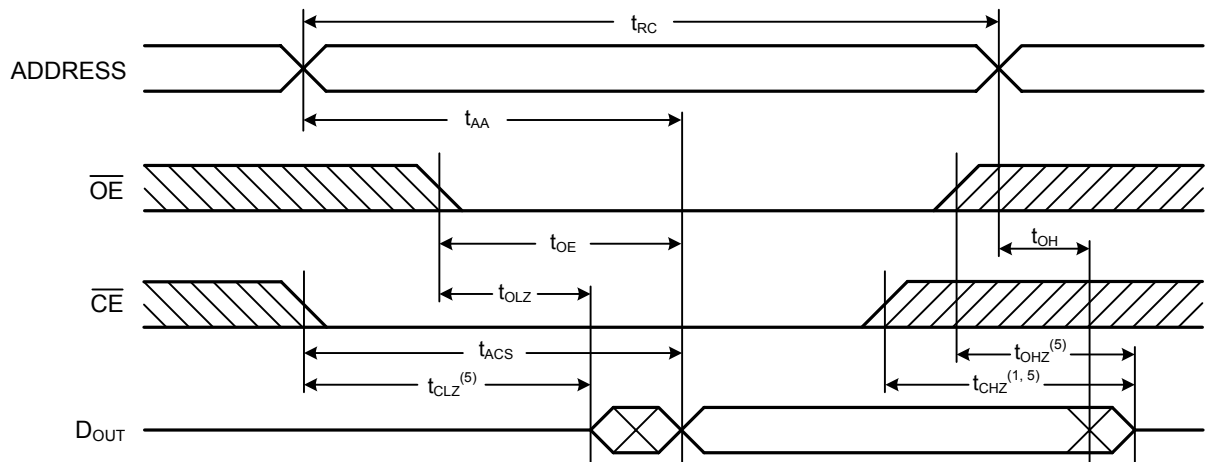 tRC
ADDRESS
tAA
OE
tOE
tOH
tOLZ
CE
tACS
tOHZ(5)
tCLZ(5)
tCHZ(1, 5)
DOUT